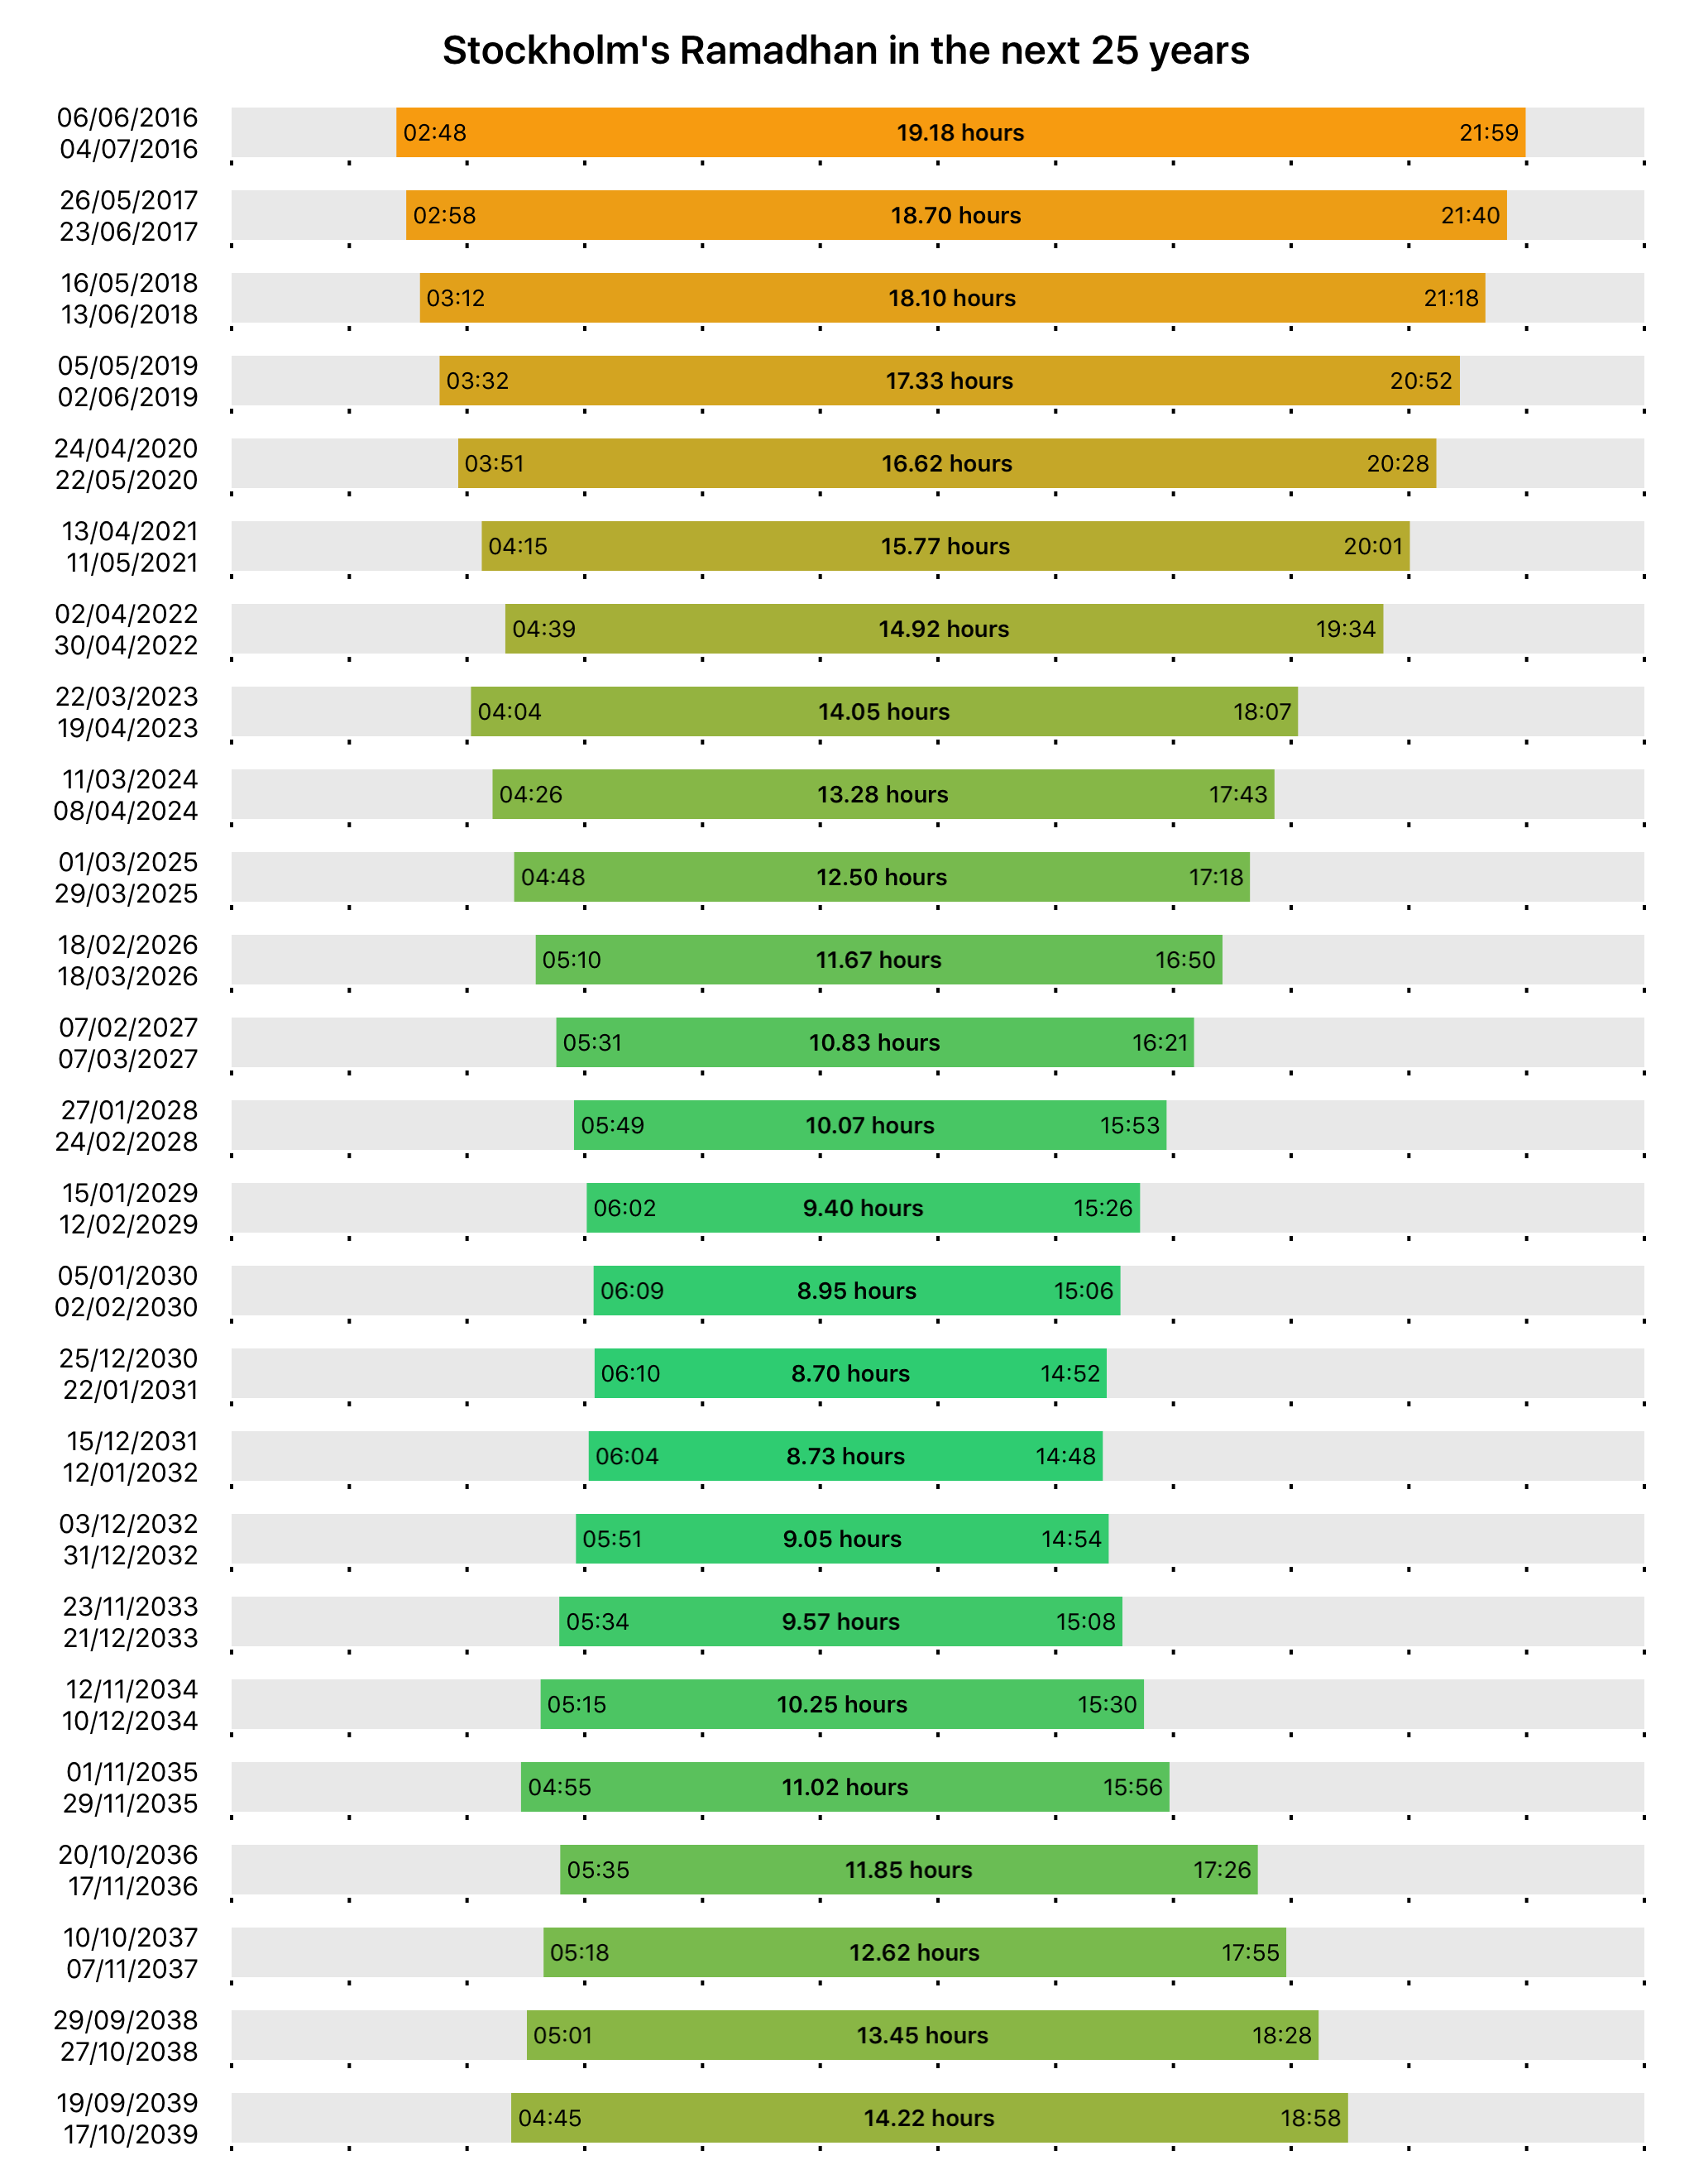 Stockholm's Ramadhan in the next 25 years
06/06/2016
04/07/2016
02:48 19.18 hours 21:59
26/05/2017
23/06/2017
02:58 18.70 hours 21:40
16/05/2018
13/06/2018
03:12 18.10 hours 21:18
05/05/2019
02/06/2019
03:32 17.33 hours 20:52
24/04/2020
22/05/2020
03:51 16.62 hours 20:28
13/04/2021
11/05/2021
04:15 15.77 hours 20:01
02/04/2022
30/04/2022
04:39 14.92 hours 19:34
22/03/2023
19/04/2023
04:04 14.05 hours 18:07
11/03/2024
08/04/2024
04:26 13.28 hours 17:43
01/03/2025
29/03/2025
04:48 12.50 hours 17:18
18/02/2026
18/03/2026
05:10 11.67 hours 16:50
07/02/2027
07/03/2027
05:31 10.83 hours 16:21
27/01/2028
24/02/2028
05:49 10.07 hours 15:53
15/01/2029
12/02/2029
06:02 9.40 hours 15:26
05/01/2030
02/02/2030
06:09 8.95 hours 15:06
25/12/2030
22/01/2031
06:10 8.70 hours 14:52
15/12/2031
12/01/2032
06:04 8.73 hours 14:48
03/12/2032
31/12/2032
05:51 9.05 hours 14:54
23/11/2033
21/12/2033
05:34 9.57 hours 15:08
12/11/2034
10/12/2034
05:15 10.25 hours 15:30
01/11/2035
29/11/2035
04:55 11.02 hours 15:56
20/10/2036
17/11/2036
05:35 11.85 hours 17:26
10/10/2037
07/11/2037
05:18 12.62 hours 17:55
29/09/2038
27/10/2038
05:01 13.45 hours 18:28
19/09/2039
17/10/2039
04:45 14.22 hours 18:58